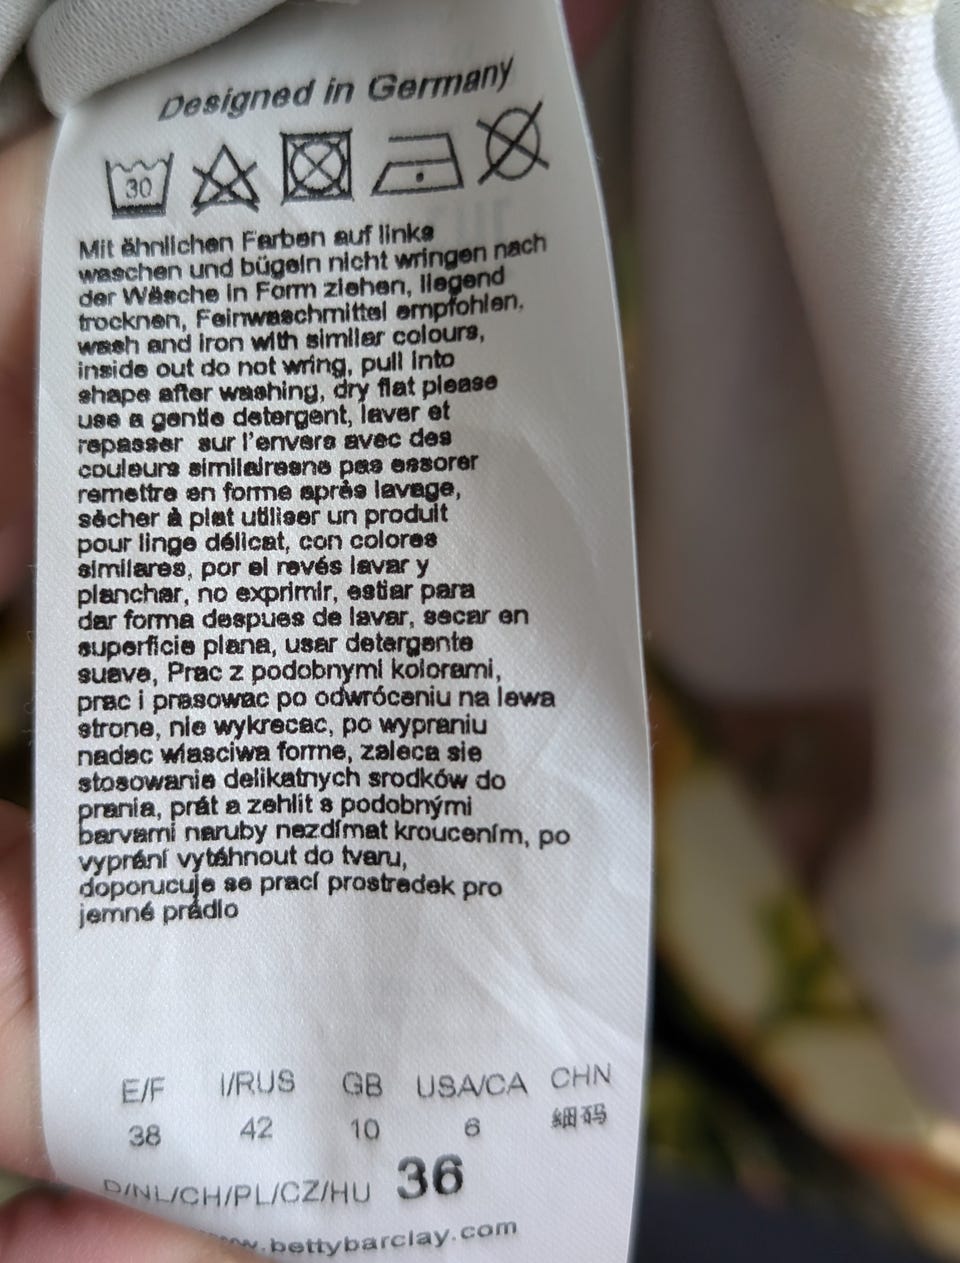 Designed in Germany
30
Mit ähnlichen Farben auf links
waschen und bügeln nicht wringen nach
der Wäsche in Form ziehen, liegend
trocknen, Feinwaschmittel empfohlen,
wash and iron with similar colours,
inside out do not wring, pull into
shape after washing, dry flat please
use a gentle detergent, laver et
repasser sur l'envers avec des
couleurs similairesne pas essorer
remettre en forme après lavage,
sècher à plat utiliser un produit
pour linge délicat, con colores
similares, por el revés lavar y
planchar, no exprimir, estiar para
dar forma despues de lavar, secar en
superficie plana, usar detergente
suave, Prac z podobnymi kolorami,
prac i prasowac po odwróceniu na lewa
strone, nie wykrecac, po wypraniu
nadac wlasciwa forme, zaleca sie
stosowanie delikatnych srodków do
prania, prát a zehlit s podobnými
barvami naruby nezdímat kroucením, po
vyprání vytáhnout do tvaru,
doporucuje se prací prostredek pro
jemné prádlo
E/F I/RUS GB USA/CA CHN
38 42 10 6 细码
D/NL/CH/PL/CZ/HU 36
www.bettybarclay.com